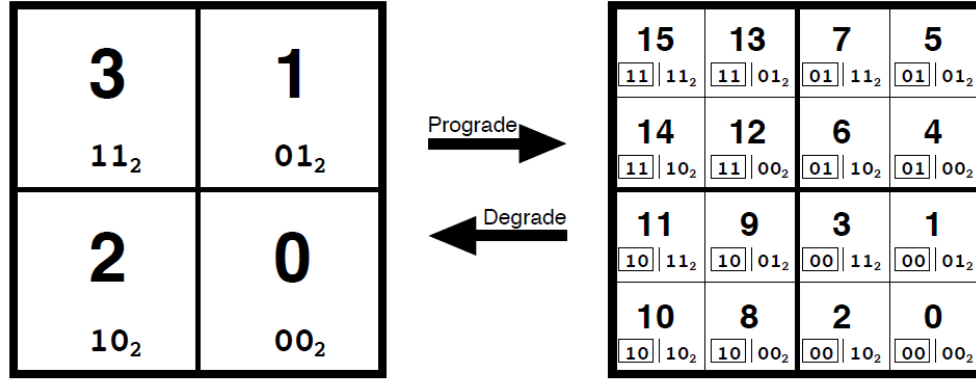 3 1
11₂ 01₂
2 0
10₂ 00₂
Prograde
Degrade
15 13 7 5
11|11₂ 11|01₂ 01|11₂ 01|01₂
14 12 6 4
11|10₂ 11|00₂ 01|10₂ 01|00₂
11 9 3 1
10|11₂ 10|01₂ 00|11₂ 00|01₂
10 8 2 0
10|10₂ 10|00₂ 00|10₂ 00|00₂